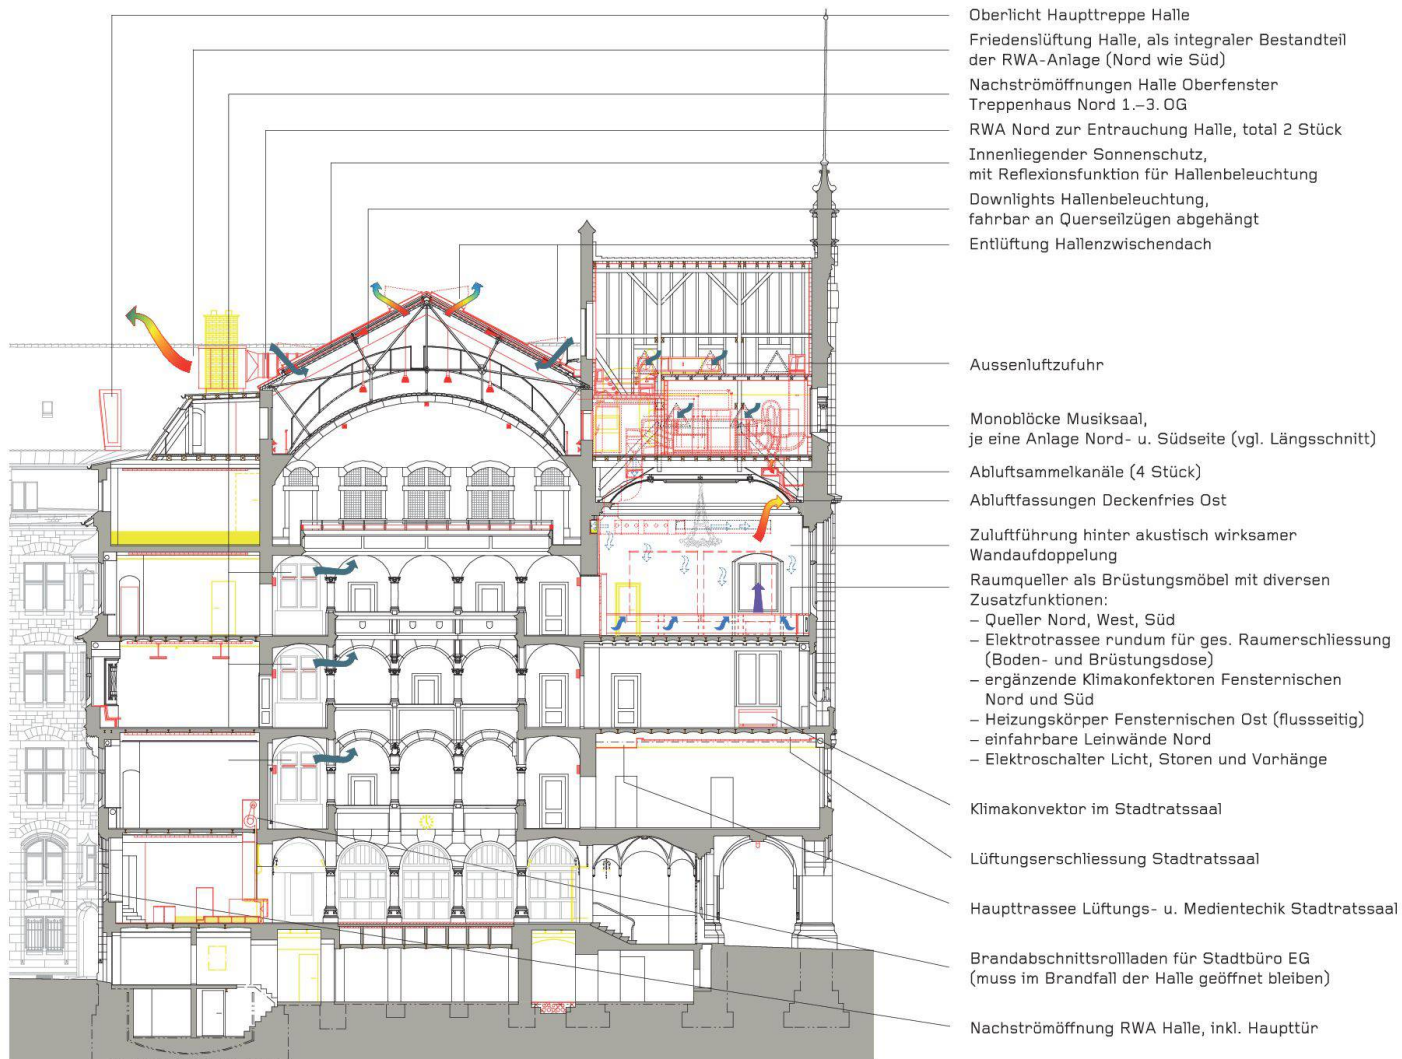 Oberlicht Haupttreppe Halle
Friedenslüftung Halle, als integraler Bestandteil
der RWA-Anlage (Nord wie Süd)
Nachströmöffnungen Halle Oberfenster
Treppenhaus Nord 1.–3. OG
RWA Nord zur Entrauchung Halle, total 2 Stück
Innenliegender Sonnenschutz,
mit Reflexionsfunktion für Hallenbeleuchtung
Downlights Hallenbeleuchtung,
fahrbar an Querseilzügen abgehängt
Entlüftung Hallenzwischendach
Aussenluftzufuhr
Monoblöcke Musiksaal,
je eine Anlage Nord- u. Südseite (vgl. Längsschnitt)
Abluftsammelkanäle (4 Stück)
Abluftfassungen Deckenfries Ost
Zuluftführung hinter akustisch wirksamer
Wandaufdoppelung
Raumqueller als Brüstungsmöbel mit diversen
Zusatzfunktionen:
– Queller Nord, West, Süd
– Elektrotrassee rundum für ges. Raumerschliessung
(Boden- und Brüstungsdose)
– ergänzende Klimakonfektoren Fensternischen
Nord und Süd
– Heizungskörper Fensternischen Ost (flussseitig)
– einfahrbare Leinwände Nord
– Elektroschalter Licht, Storen und Vorhänge
Klimakonvektor im Stadtratssaal
Lüftungserschliessung Stadtratssaal
Haupttrassee Lüftungs- u. Medientechik Stadtratssaal
Brandabschnittsrollladen für Stadtbüro EG
(muss im Brandfall der Halle geöffnet bleiben)
Nachströmöffnung RWA Halle, inkl. Haupttür